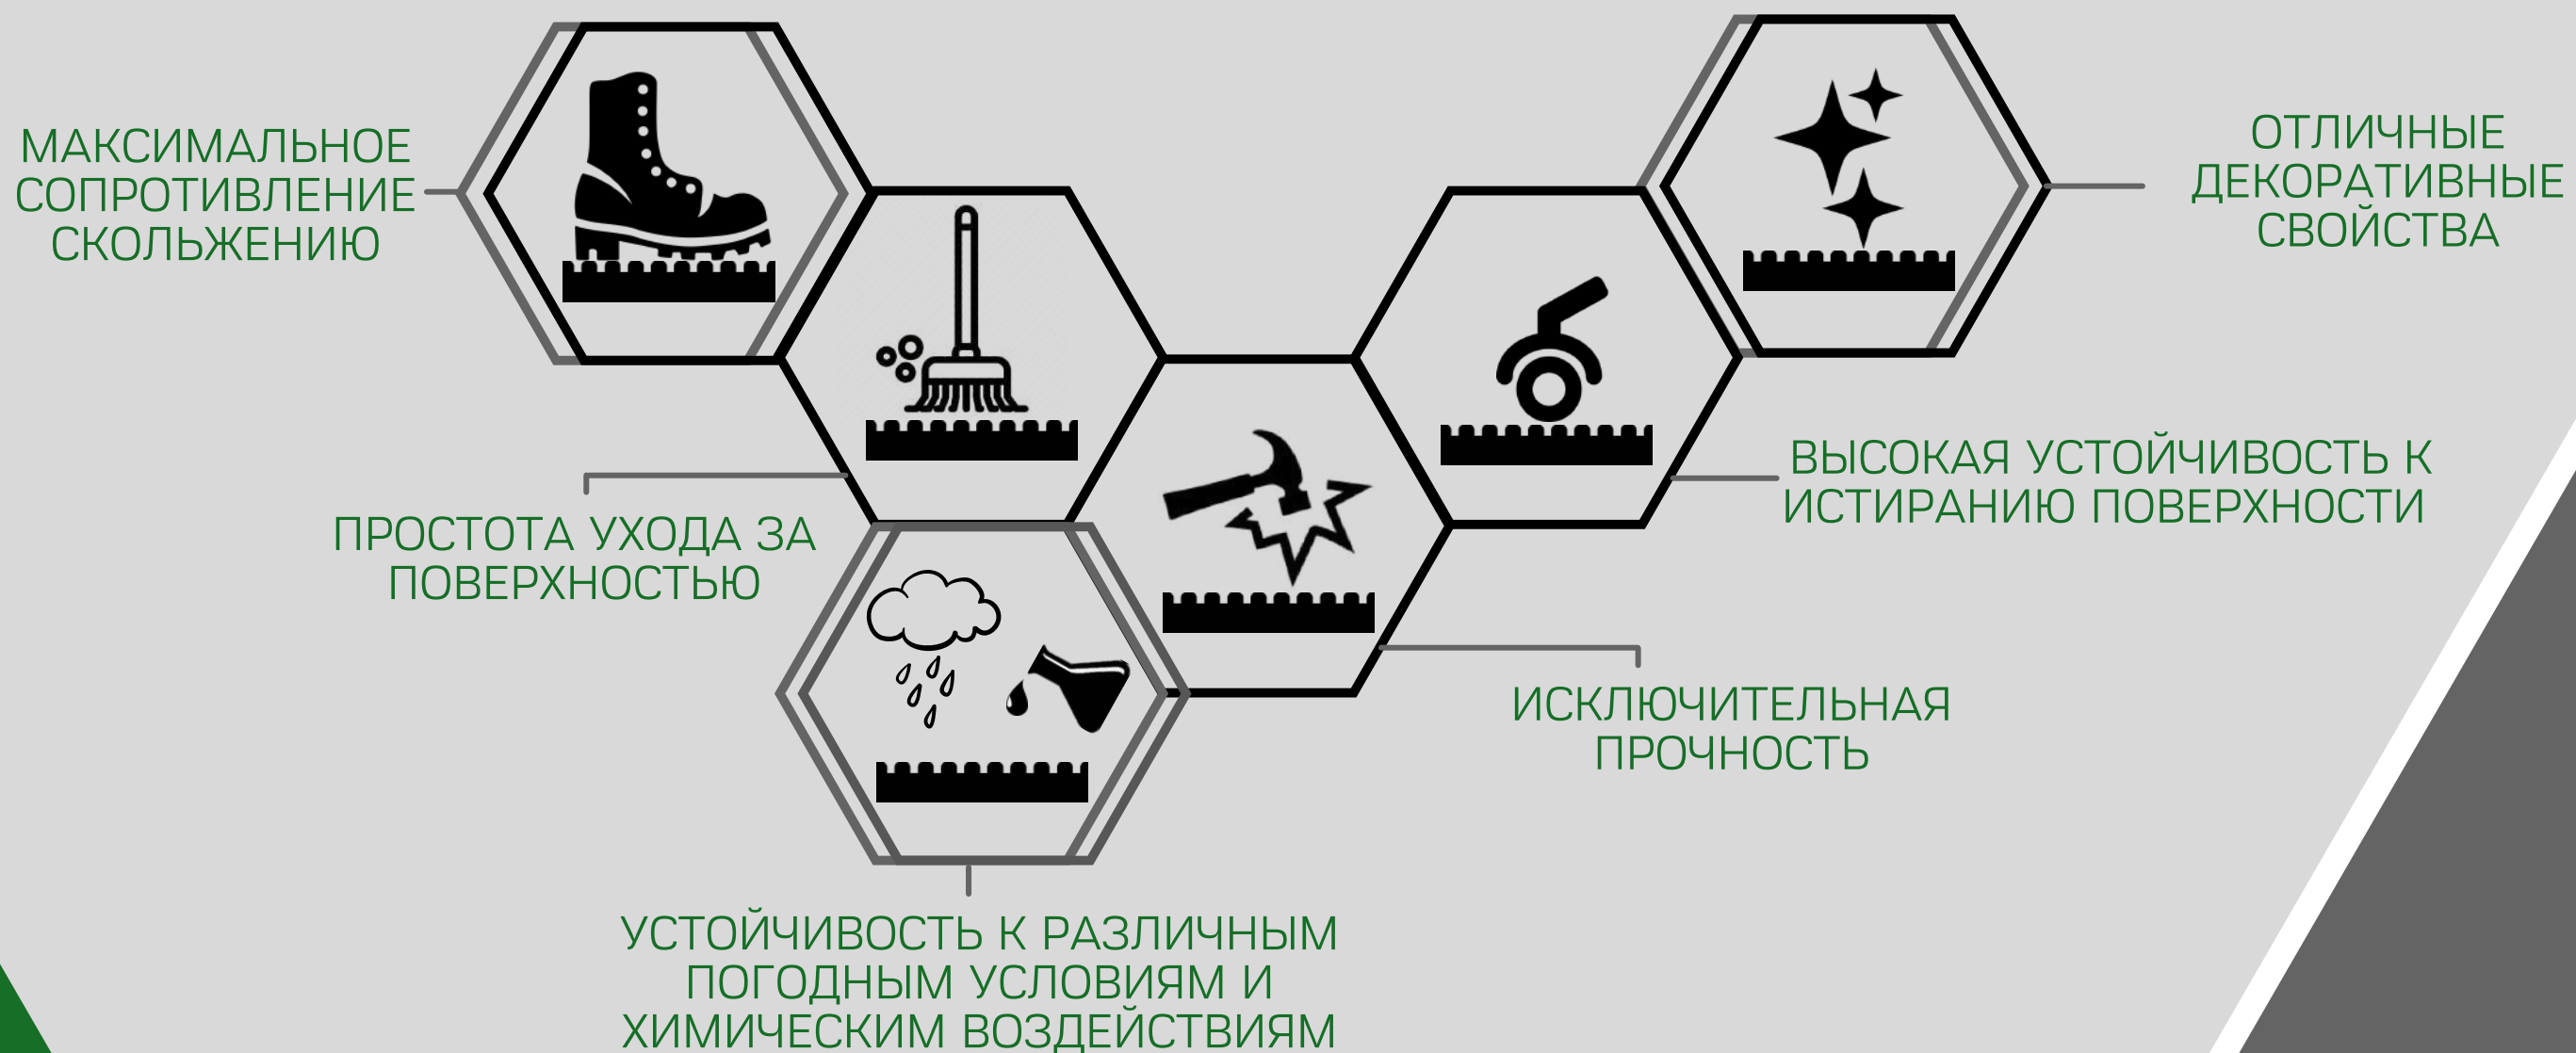 МАКСИМАЛЬНОЕ
СОПРОТИВЛЕНИЕ
СКОЛЬЖЕНИЮ
ОТЛИЧНЫЕ
ДЕКОРАТИВНЫЕ
СВОЙСТВА
ВЫСОКАЯ УСТОЙЧИВОСТЬ К
ИСТИРАНИЮ ПОВЕРХНОСТИ
ПРОСТОТА УХОДА ЗА
ПОВЕРХНОСТЬЮ
ИСКЛЮЧИТЕЛЬНАЯ
ПРОЧНОСТЬ
УСТОЙЧИВОСТЬ К РАЗЛИЧНЫМ
ПОГОДНЫМ УСЛОВИЯМ И
ХИМИЧЕСКИМ ВОЗДЕЙСТВИЯМ